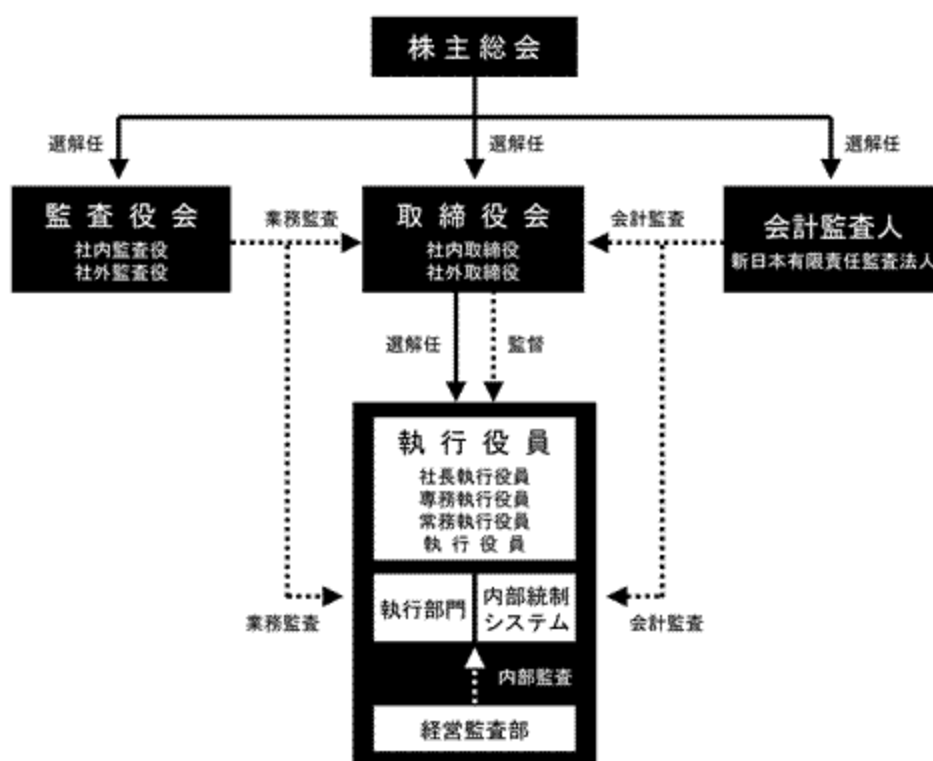 株主総会
選解任
選解任
選解任
監査役会
社内監査役
社外監査役
業務監査
取締役会
社内取締役
社外取締役
会計監査
会計監査人
新日本有限責任監査法人
選解任
監督
執行役員
社長執行役員
専務執行役員
常務執行役員
執行役員
執行部門
内部統制
システム
業務監査
会計監査
内部監査
経営監査部